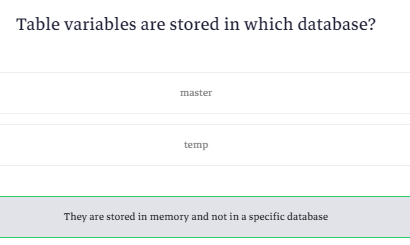 Table variables are stored in which database?
master
temp
They are stored in memory and not in a specific database